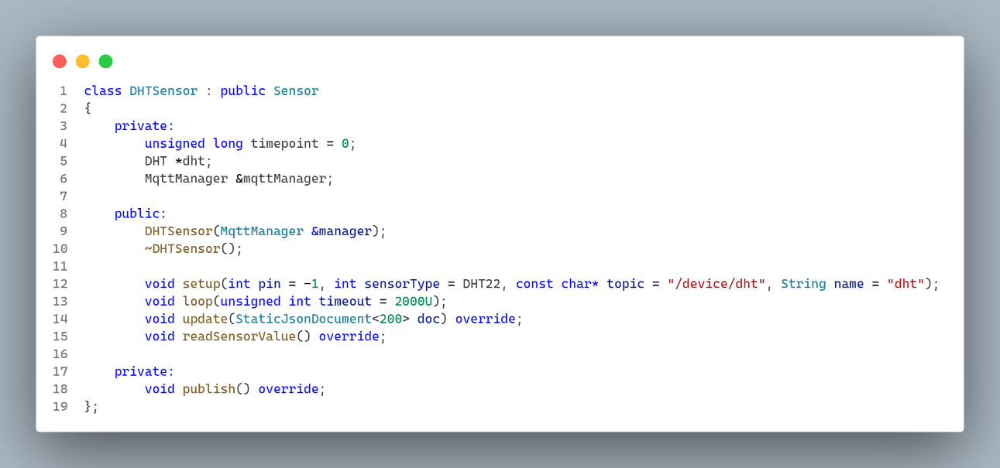 1 class DHTSensor : public Sensor
2 {
3     private:
4         unsigned long timepoint = 0;
5         DHT *dht;
6         MqttManager &mqttManager;
7
8     public:
9         DHTSensor(MqttManager &manager);
10         ~DHTSensor();
11
12         void setup(int pin = -1, int sensorType = DHT22, const char* topic = "/device/dht", String name = "dht");
13         void loop(unsigned int timeout = 2000U);
14         void update(StaticJsonDocument<200> doc) override;
15         void readSensorValue() override;
16
17     private:
18         void publish() override;
19 };